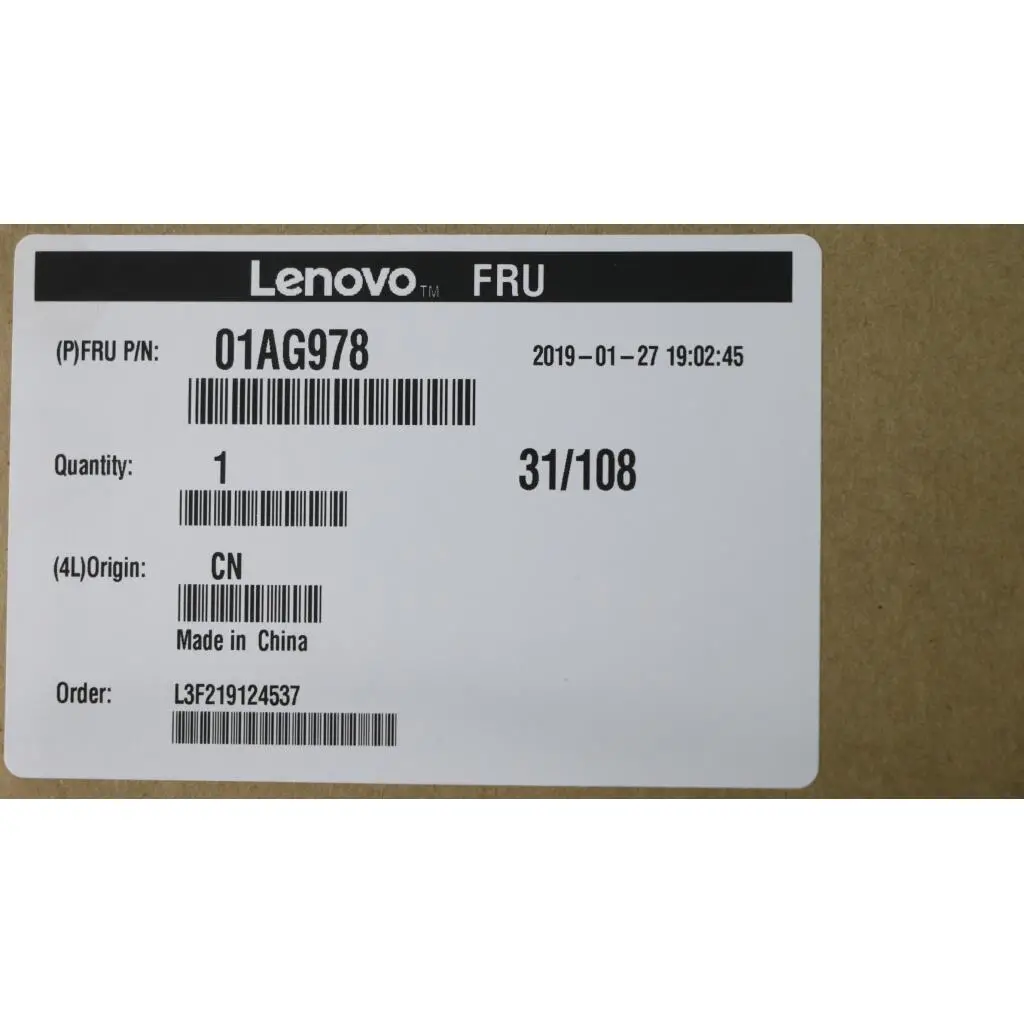 Lenovo™ FRU
(P)FRU P/N: 01AG978 2019-01-27 19:02:45
Quantity: 1 31/108
(4L)Origin: CN
Made in China
Order: L3F219124537